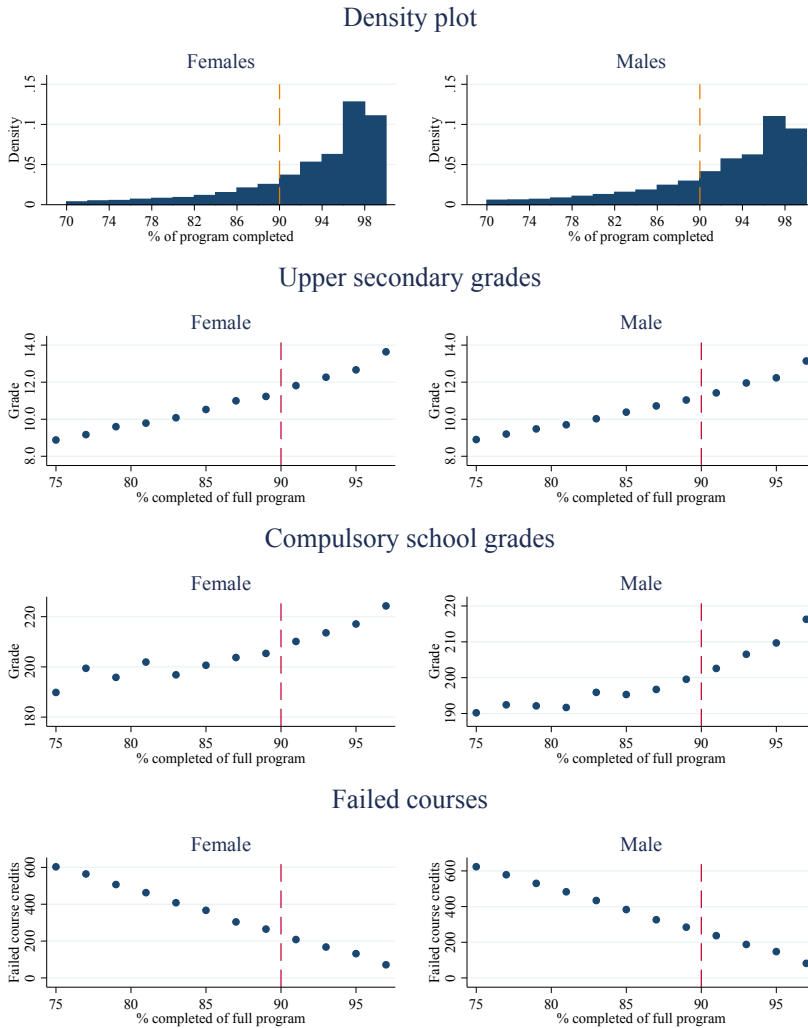 Density plot
Females
Males
Density
0 .05 .1 .15
70 74 78 82 86 90 94 98
% of program completed
Density
0 .05 .1 .15
70 74 78 82 86 90 94 98
% of program completed
Upper secondary grades
Female
Male
Grade
8.0 10.0 12.0 14.0
75 80 85 90 95
% completed of full program
Grade
8.0 10.0 12.0 14.0
75 80 85 90 95
% completed of full program
Compulsory school grades
Female
Male
Grade
180 200 220
75 80 85 90 95
% completed of full program
Grade
190 200 210 220
75 80 85 90 95
% completed of full program
Failed courses
Female
Male
Failed course credits
0 200 400 600
75 80 85 90 95
% completed of full program
Failed course credits
0 200 400 600
75 80 85 90 95
% completed of full program